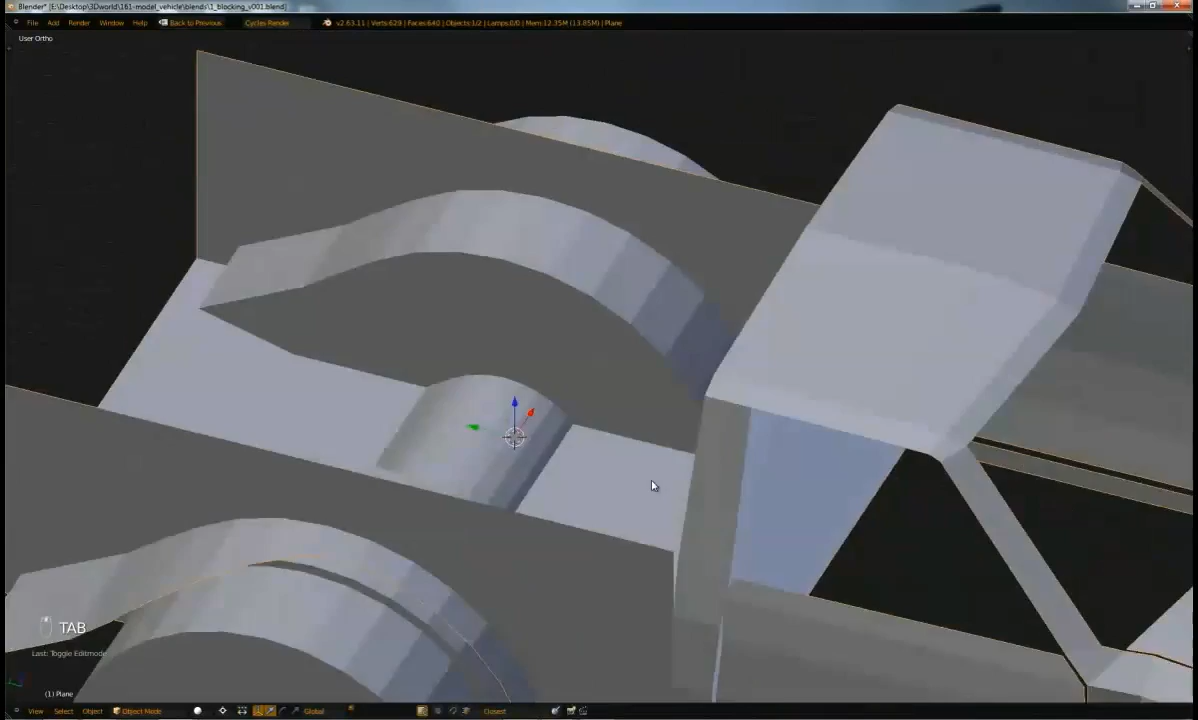 Blender* [E:\Desktop\3Dworld\161-model_vehicle\blends\1_blocking_v001.blend]
File Add Render Window Help Back to Previous Cycles Render v2.63.11 | Verts:629 | Faces:640 | Objects:1/2 | Lamps:0/0 | Mem:12.35M (13.85M) | Plane
User Ortho
TAB
Last: Toggle Editmode
(1) Plane
View Select Object Object Mode Global Closest